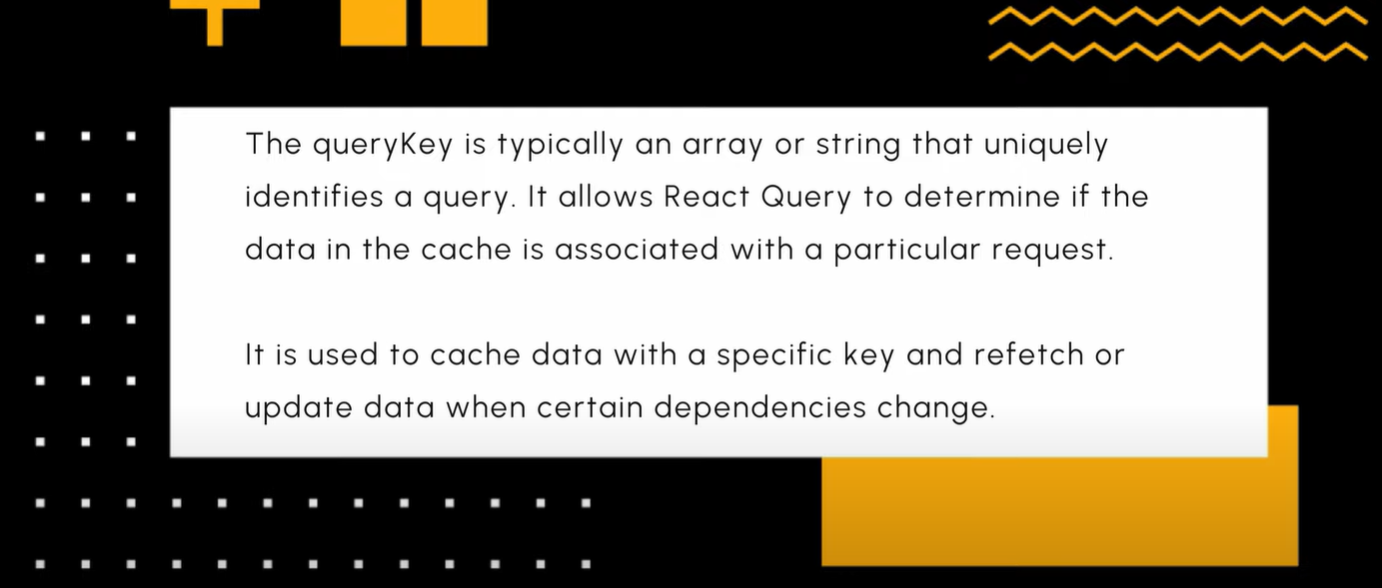 The queryKey is typically an array or string that uniquely
identifies a query. It allows React Query to determine if the
data in the cache is associated with a particular request.
It is used to cache data with a specific key and refetch or
update data when certain dependencies change.